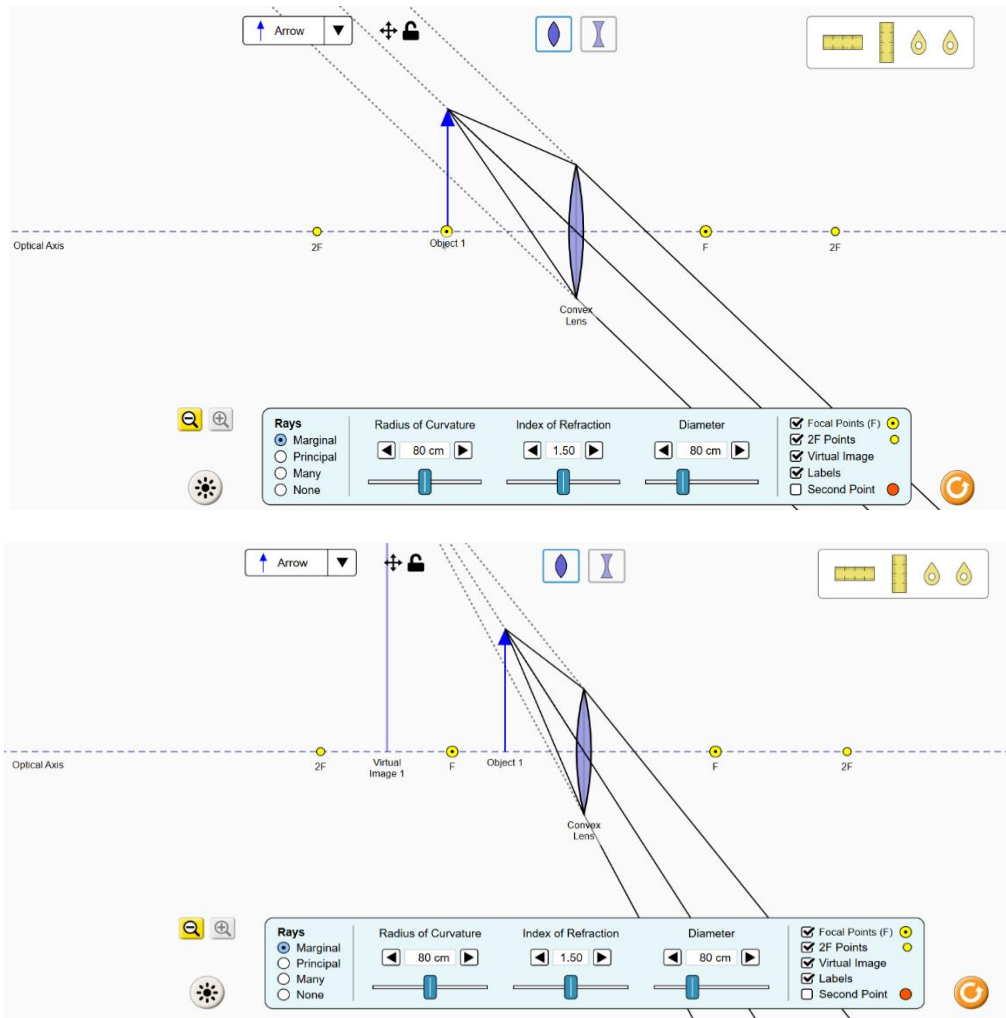 Arrow
Optical Axis
2F
Object 1
F
2F
Convex
Lens
Rays
Marginal
Principal
Many
None
Radius of Curvature
80 cm
Index of Refraction
1.50
Diameter
80 cm
Focal Points (F)
2F Points
Virtual Image
Labels
Second Point
Arrow
Optical Axis
2F
Virtual
Image 1
F
Object 1
F
2F
Convex
Lens
Rays
Marginal
Principal
Many
None
Radius of Curvature
80 cm
Index of Refraction
1.50
Diameter
80 cm
Focal Points (F)
2F Points
Virtual Image
Labels
Second Point